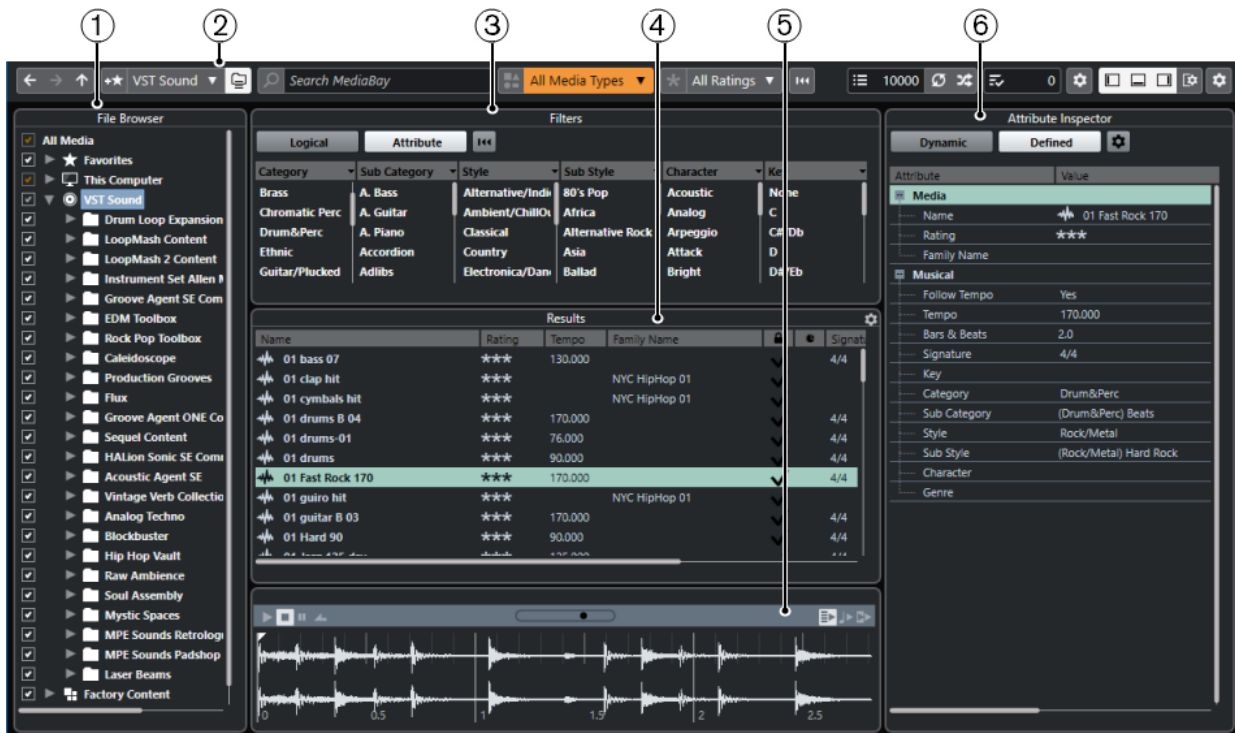 1 2 3 4 5 6
VST Sound Search MediaBay All Media Types All Ratings 10000 0
File Browser
All Media
Favorites
This Computer
VST Sound
Drum Loop Expansion
LoopMash Content
LoopMash 2 Content
Instrument Set Allen
Groove Agent SE Com
EDM Toolbox
Rock Pop Toolbox
Caleidoscope
Production Grooves
Flux
Groove Agent ONE Co
Sequel Content
HALion Sonic SE Com
Acoustic Agent SE
Vintage Verb Collectio
Analog Techno
Blockbuster
Hip Hop Vault
Raw Ambience
Soul Assembly
Mystic Spaces
MPE Sounds Retrolog
MPE Sounds Padshop
Laser Beams
Factory Content
Filters
Logical Attribute
Category Sub Category Style Sub Style Character Ke
Brass A. Bass Alternative/Indi 80's Pop Acoustic None
Chromatic Perc A. Guitar Ambient/ChillOu Africa Analog C
Drum&Perc A. Piano Classical Alternative Rock Arpeggio C#/Db
Ethnic Accordion Country Asia Attack D
Guitar/Plucked Adlibs Electronica/Dan Ballad Bright D#/Eb
Results
Name Rating Tempo Family Name Signatu
01 bass 07 *** 130.000 4/4
01 clap hit *** NYC HipHop 01
01 cymbals hit *** NYC HipHop 01
01 drums B 04 *** 170.000 4/4
01 drums-01 *** 76.000 4/4
01 drums *** 90.000 4/4
01 Fast Rock 170 *** 170.000 4/4
01 guiro hit *** NYC HipHop 01
01 guitar B 03 *** 170.000 4/4
01 Hard 90 *** 90.000 4/4
0 0.5 1 1.5 2 2.5
Attribute Inspector
Dynamic Defined
Attribute Value
Media
Name 01 Fast Rock 170
Rating ***
Family Name
Musical
Follow Tempo Yes
Tempo 170.000
Bars & Beats 2.0
Signature 4/4
Key
Category Drum&Perc
Sub Category (Drum&Perc) Beats
Style Rock/Metal
Sub Style (Rock/Metal) Hard Rock
Character
Genre